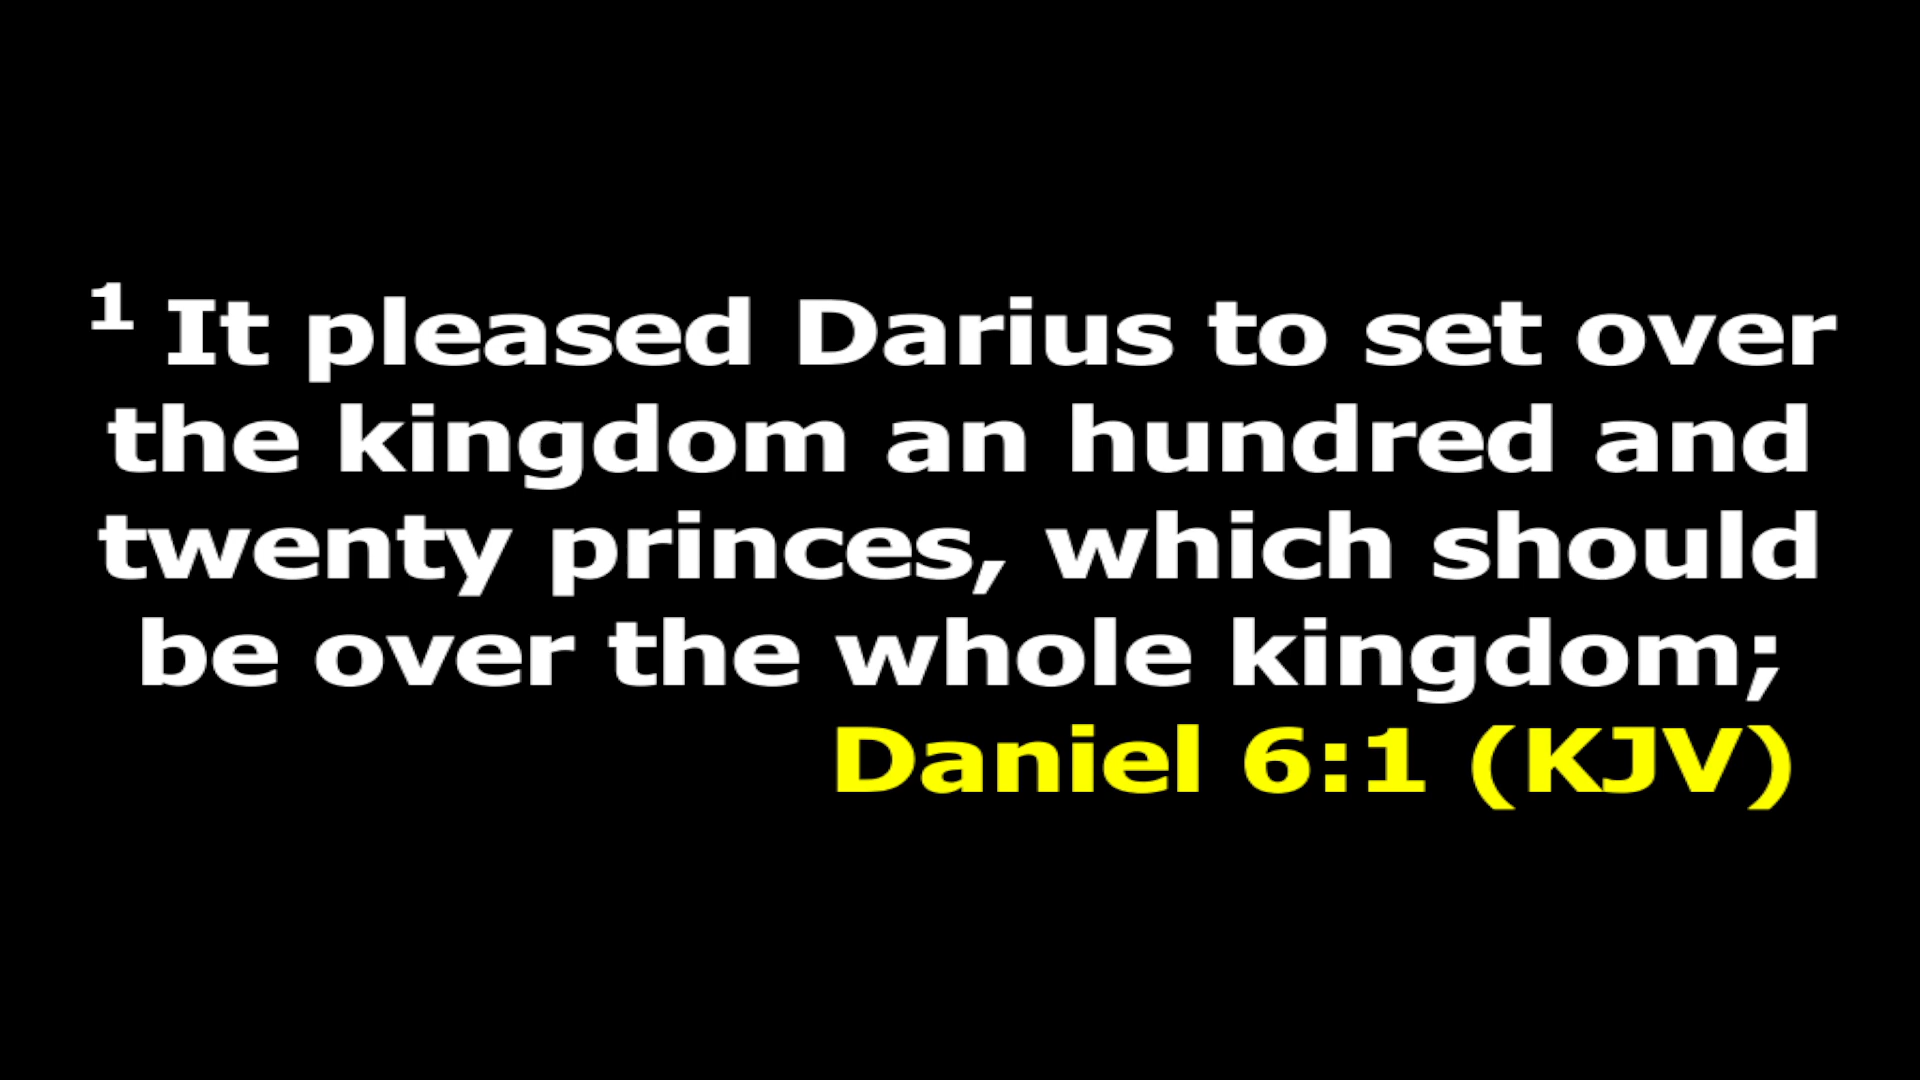 1 It pleased Darius to set over
the kingdom an hundred and
twenty princes, which should
be over the whole kingdom;
Daniel 6:1 (KJV)